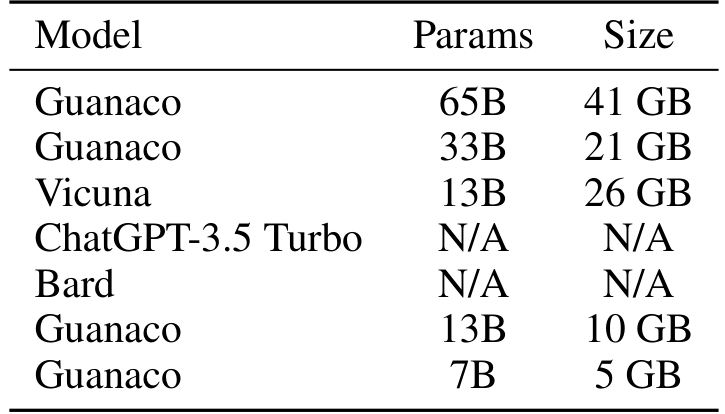 Model Params Size
Guanaco 65B 41 GB
Guanaco 33B 21 GB
Vicuna 13B 26 GB
ChatGPT-3.5 Turbo N/A N/A
Bard N/A N/A
Guanaco 13B 10 GB
Guanaco 7B 5 GB